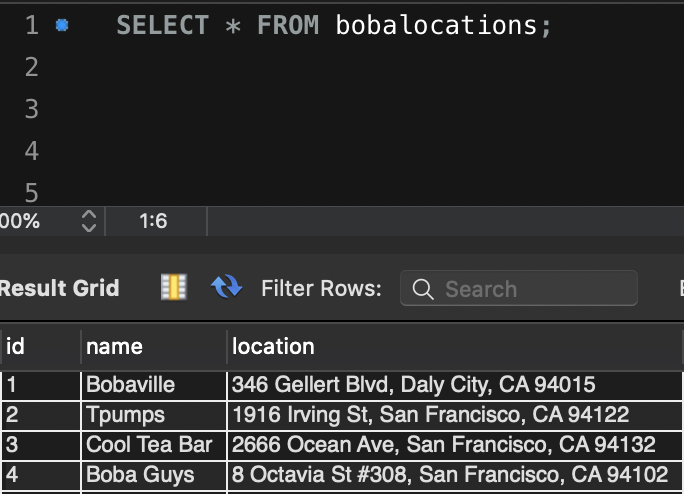 1 SELECT * FROM bobalocations;
2
3
4
5
00% 1:6
Result Grid Filter Rows: Search
id name location
1 Bobaville 346 Gellert Blvd, Daly City, CA 94015
2 Tpumps 1916 Irving St, San Francisco, CA 94122
3 Cool Tea Bar 2666 Ocean Ave, San Francisco, CA 94132
4 Boba Guys 8 Octavia St #308, San Francisco, CA 94102